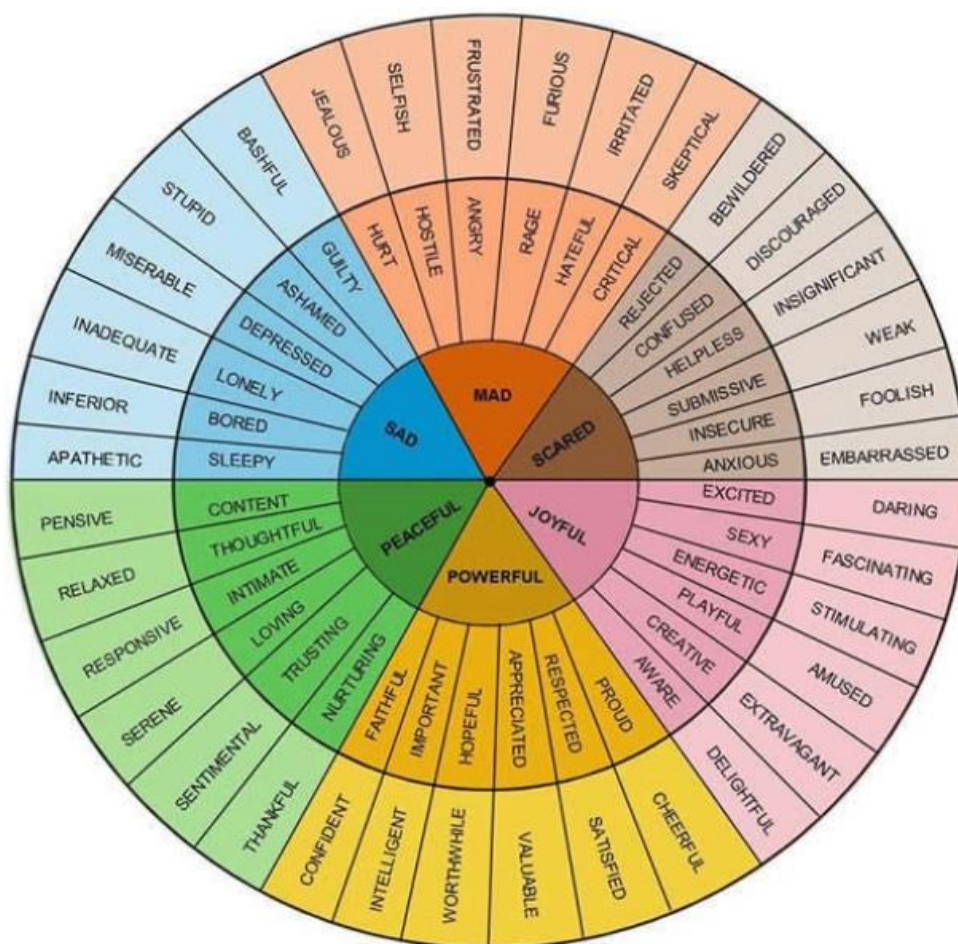 JEALOUS
SELFISH
FRUSTRATED
FURIOUS
IRRITATED
SKEPTICAL
BEWILDERED
DISCOURAGED
INSIGNIFICANT
WEAK
FOOLISH
EMBARRASSED
DARING
FASCINATING
STIMULATING
AMUSED
EXTRAVAGANT
DELIGHTFUL
CHEERFUL
SATISFIED
VALUABLE
WORTHWHILE
INTELLIGENT
CONFIDENT
THANKFUL
SENTIMENTAL
SERENE
RESPONSIVE
RELAXED
PENSIVE
APATHETIC
INFERIOR
INADEQUATE
MISERABLE
STUPID
BASHFUL
HURT
HOSTILE
ANGRY
RAGE
HATEFUL
CRITICAL
REJECTED
CONFUSED
HELPLESS
SUBMISSIVE
INSECURE
ANXIOUS
EXCITED
SEXY
ENERGETIC
PLAYFUL
CREATIVE
AWARE
PROUD
RESPECTED
APPRECIATED
HOPEFUL
IMPORTANT
FAITHFUL
NURTURING
TRUSTING
LOVING
INTIMATE
THOUGHTFUL
CONTENT
SLEEPY
BORED
LONELY
DEPRESSED
ASHAMED
GUILTY
MAD
SCARED
JOYFUL
POWERFUL
PEACEFUL
SAD